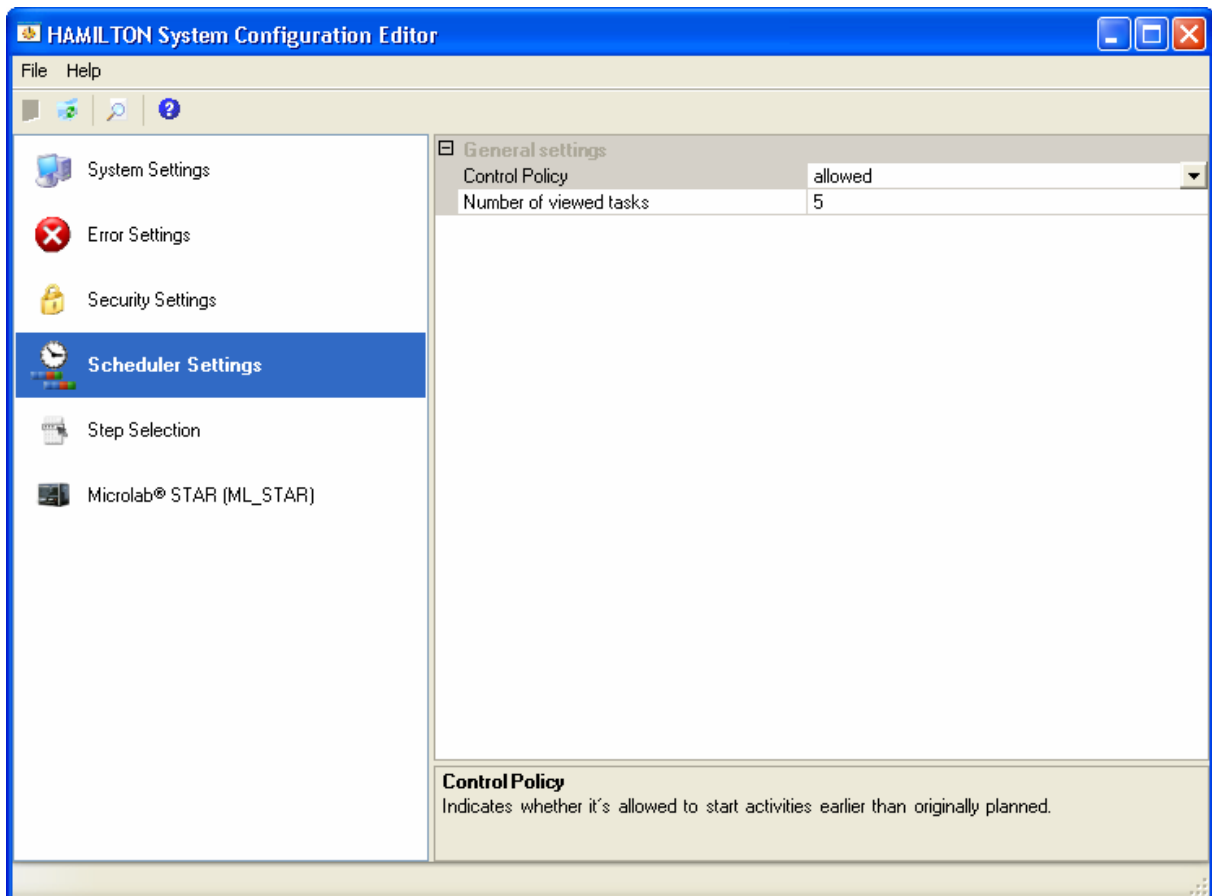 HAMILTON System Configuration Editor
File Help
System Settings
Error Settings
Security Settings
Scheduler Settings
Step Selection
Microlab® STAR (ML_STAR)
General settings
Control Policy allowed
Number of viewed tasks 5
Control Policy
Indicates whether it´s allowed to start activities earlier than originally planned.